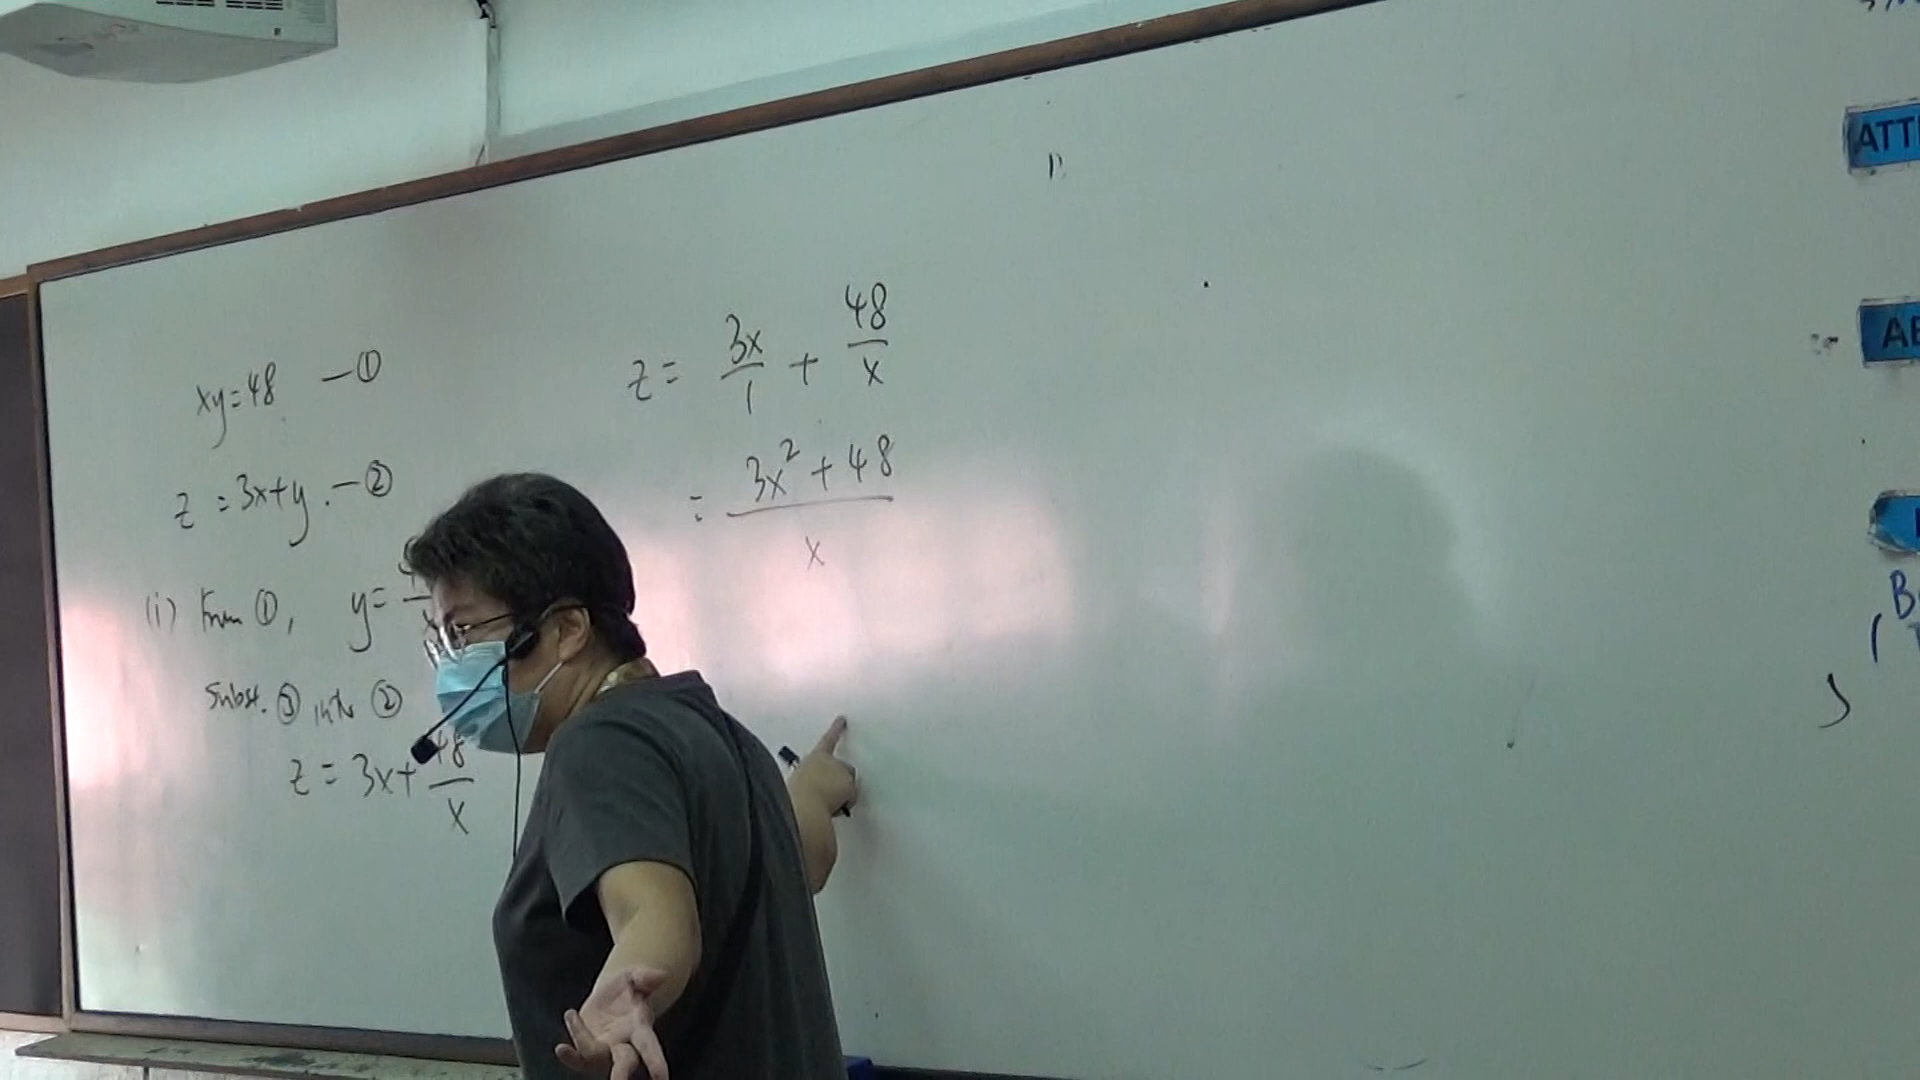 xy=48 —①
z = 3x+y. —②
(i) From ①, y=
Subst. ③ into ②
z = 3x+ 48/x
z = 3x/1 + 48/x
= 3x² + 48 / x
ATT